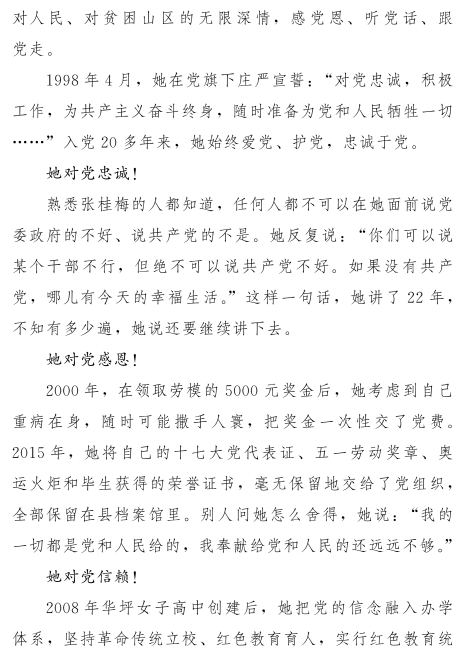 对人民、对贫困山区的无限深情，感党恩、听党话、跟
党走。
1998 年 4 月，她在党旗下庄严宣誓：“对党忠诚，积极
工作，为共产主义奋斗终身，随时准备为党和人民牺牲一切
……”入党 20 多年来，她始终爱党、护党，忠诚于党。
她对党忠诚！
熟悉张桂梅的人都知道，任何人都不可以在她面前说党
委政府的不好、说共产党的不是。她反复说：“你们可以说
某个干部不行，但绝不可以说共产党不好。如果没有共产
党，哪儿有今天的幸福生活。”这样一句话，她讲了 22 年，
不知有多少遍，她说还要继续讲下去。
她对党感恩！
2000 年，在领取劳模的 5000 元奖金后，她考虑到自己
重病在身，随时可能撒手人寰，把奖金一次性交了党费。
2015 年，她将自己的十七大党代表证、五一劳动奖章、奥
运火炬和毕生获得的荣誉证书，毫无保留地交给了党组织，
全部保留在县档案馆里。别人问她怎么舍得，她说：“我的
一切都是党和人民给的，我奉献给党和人民的还远远不够。”
她对党信赖！
2008 年华坪女子高中创建后，她把党的信念融入办学
体系，坚持革命传统立校、红色教育育人，实行红色教育统